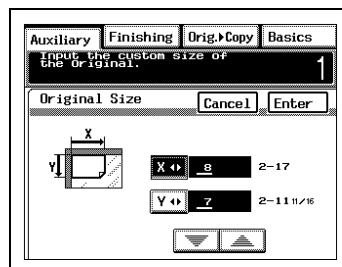 Auxiliary Finishing Orig.▸Copy Basics
Input the custom size of
the Original.
1
Original Size Cancel Enter
X
Y
X ◂▸ 8 2-17
Y ◂▸ 7 2-11 11/16